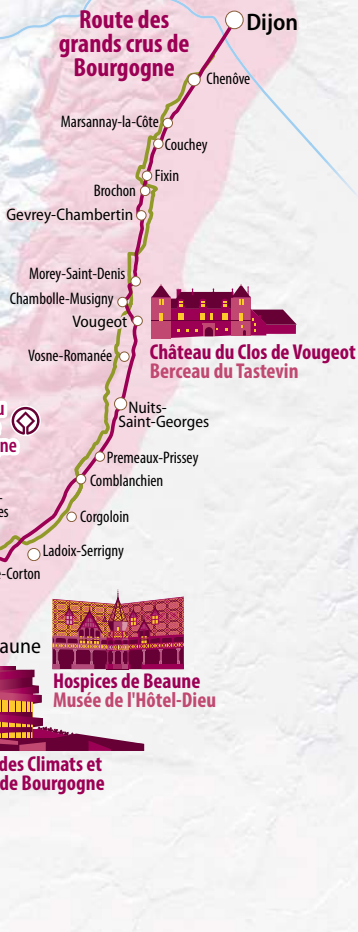 Route des
grands crus de
Bourgogne
Dijon
Chenôve
Marsannay-la-Côte
Couchey
Fixin
Brochon
Gevrey-Chambertin
Morey-Saint-Denis
Chambolle-Musigny
Vougeot
Château du Clos de Vougeot
Berceau du Tastevin
Vosne-Romanée
Nuits-
Saint-Georges
Premeaux-Prissey
Comblanchien
Corgoloin
Ladoix-Serrigny
-Corton
aune
Hospices de Beaune
Musée de l'Hôtel-Dieu
des Climats et
de Bourgogne